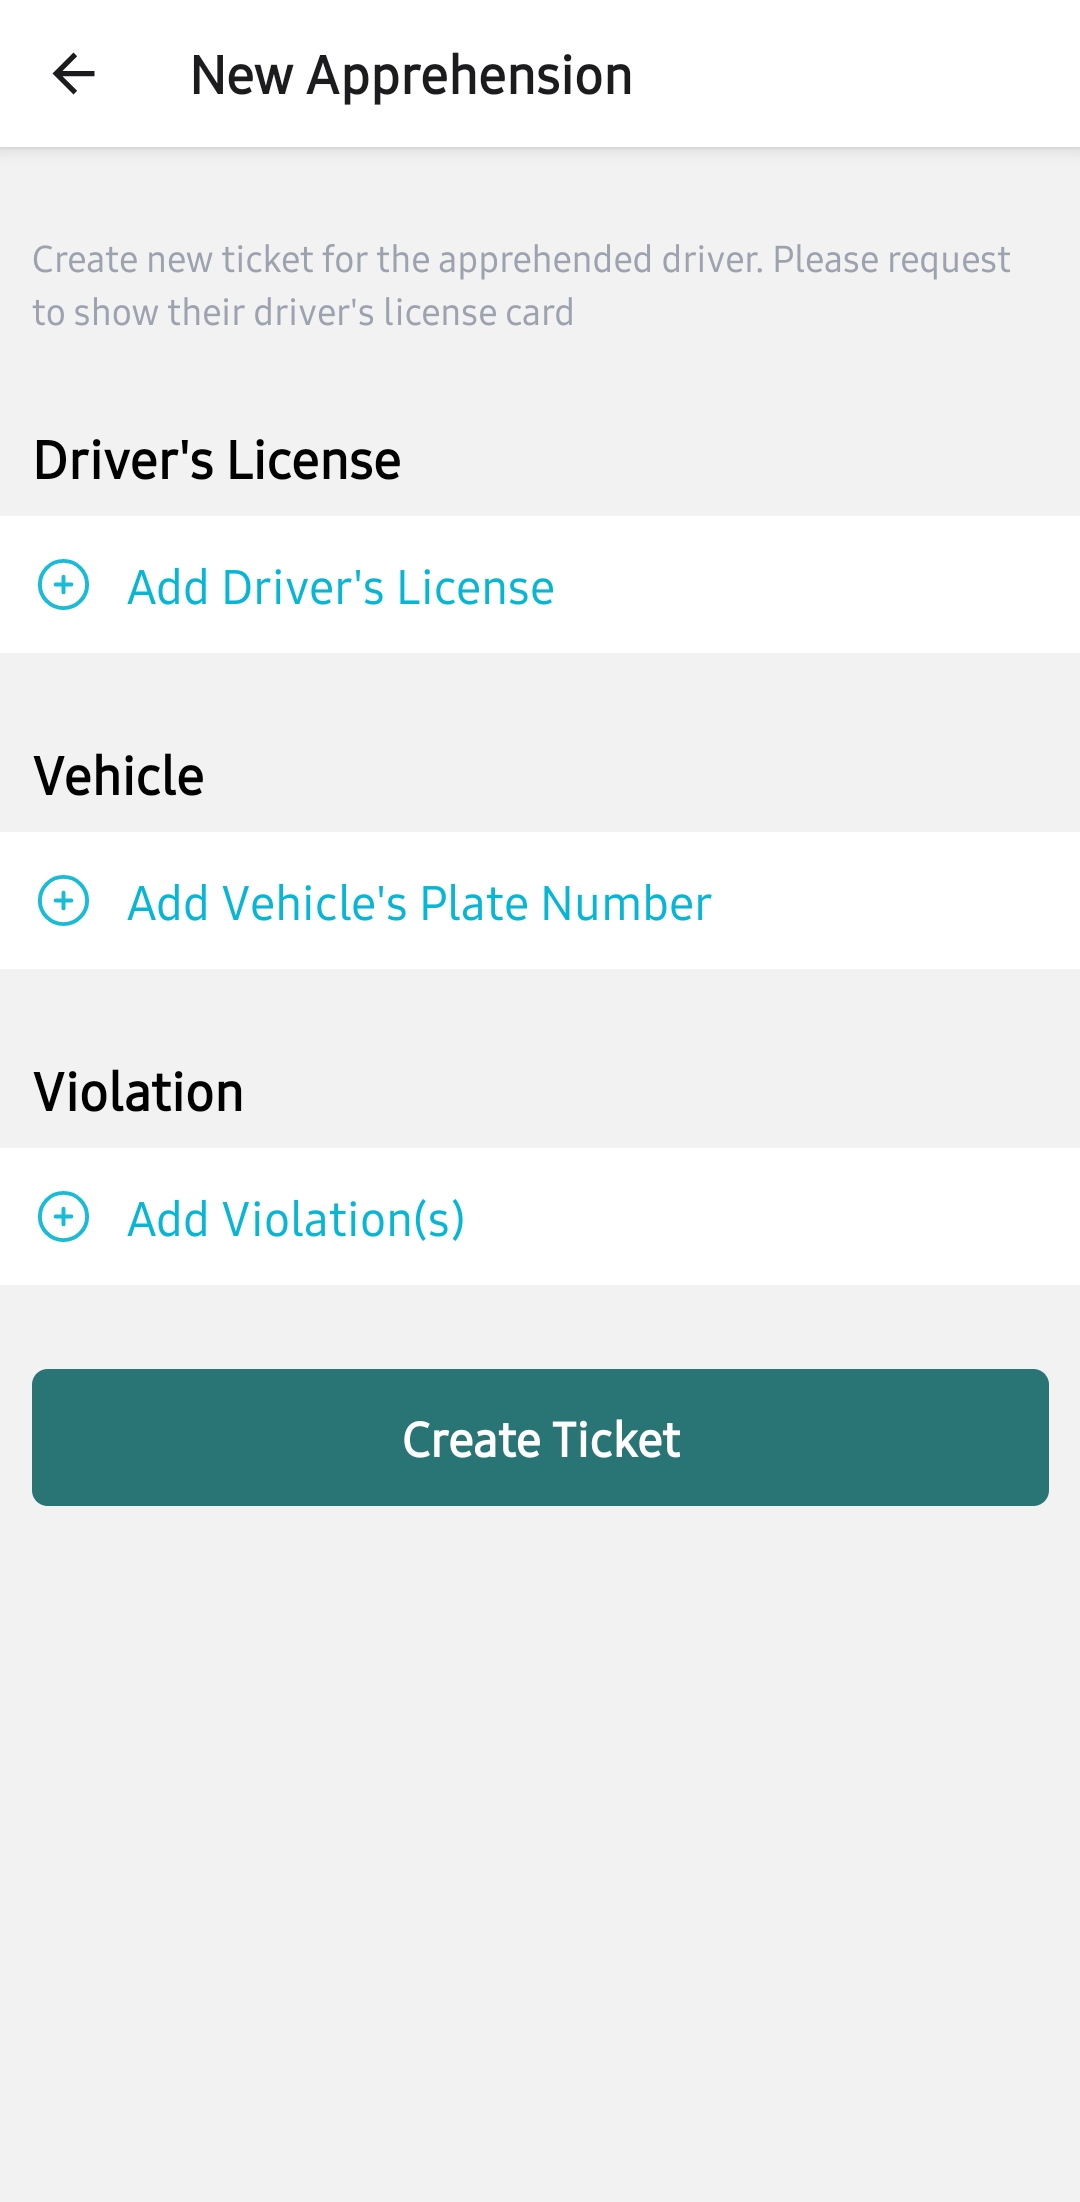 New Apprehension
Create new ticket for the apprehended driver. Please request
to show their driver's license card
Driver's License
Add Driver's License
Vehicle
Add Vehicle's Plate Number
Violation
Add Violation(s)
Create Ticket